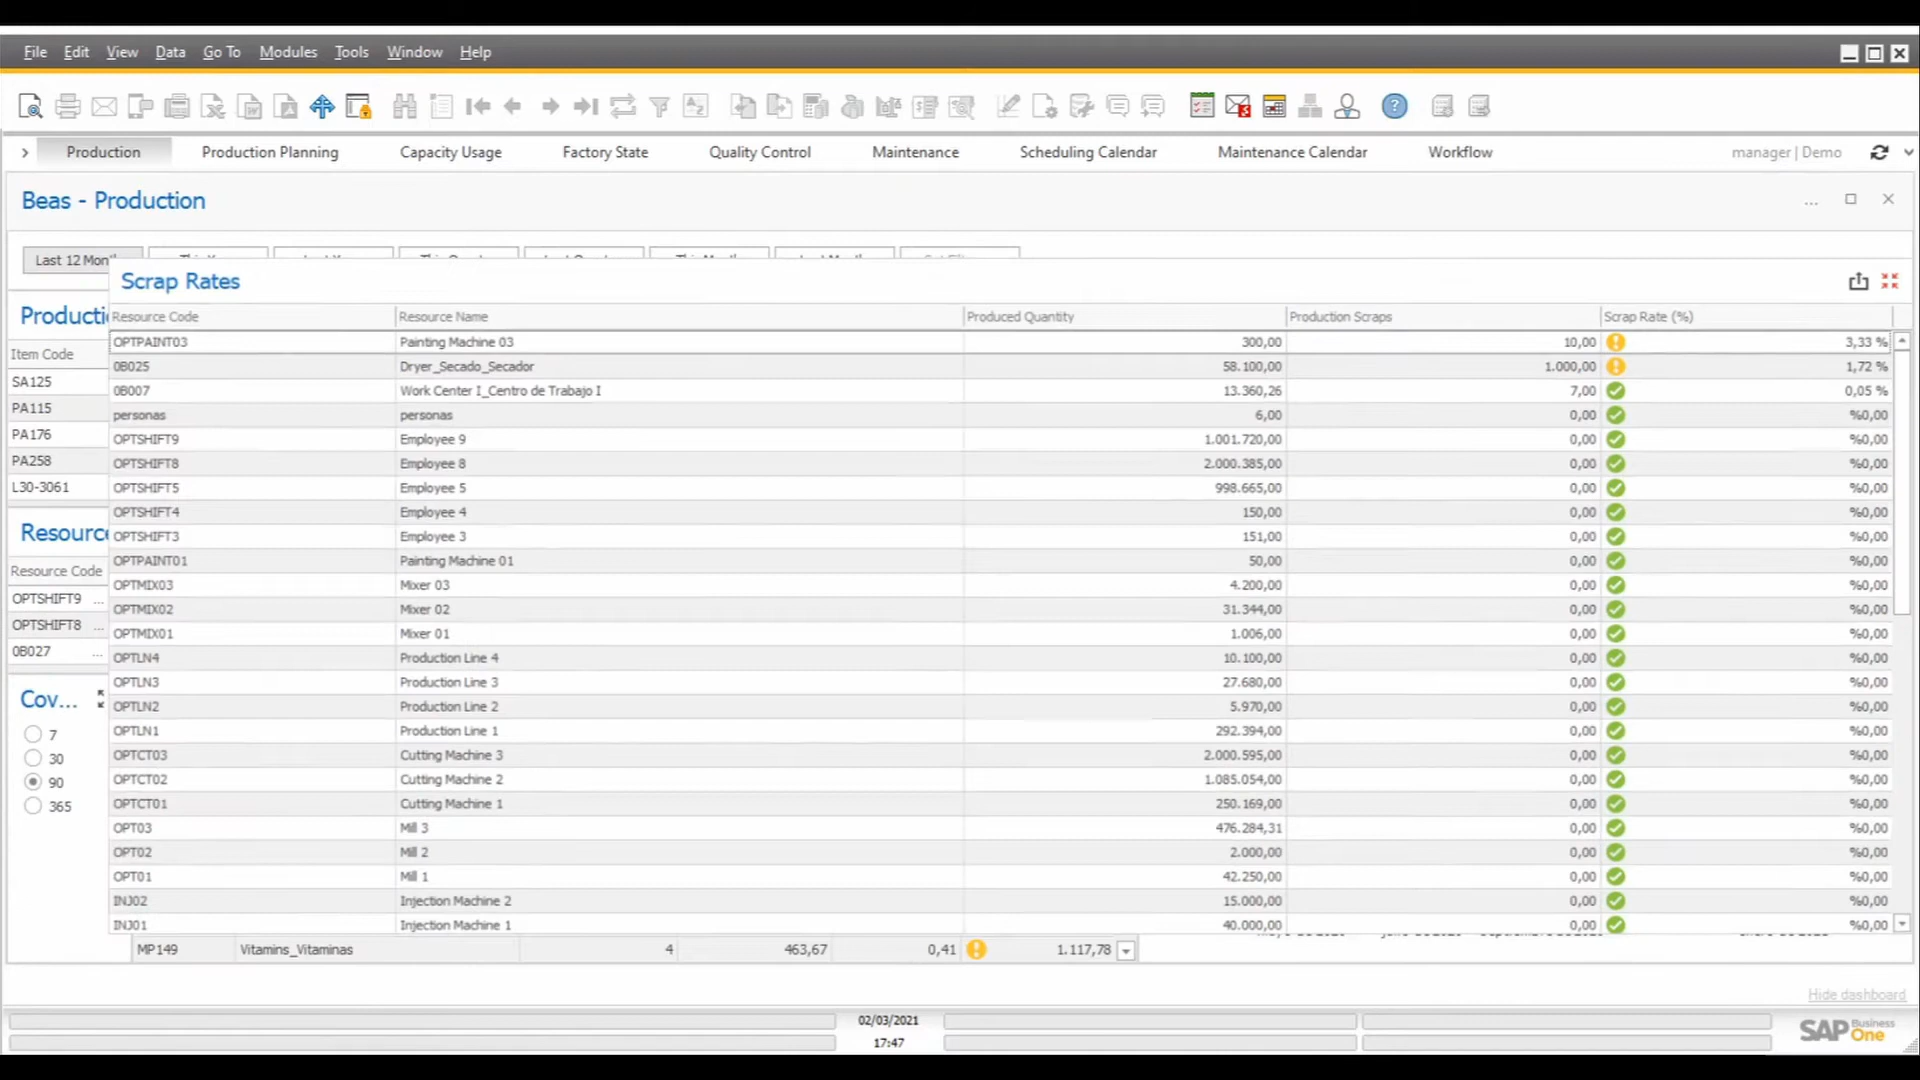 File Edit View Data Go To Modules Tools Window Help
Production Production Planning Capacity Usage Factory State Quality Control Maintenance Scheduling Calendar Maintenance Calendar Workflow manager | Demo
Beas - Production
Last 12 Mon
Scrap Rates
Producti
Resource Code Resource Name Produced Quantity Production Scraps Scrap Rate (%)
OPTPAINT03 Painting Machine 03 300,00 10,00 3,33 %
Item Code
0B025 Dryer_Secado_Secador 58.100,00 1.000,00 1,72 %
SA125
0B007 Work Center I_Centro de Trabajo I 13.360,26 7,00 0,05 %
PA115
personas personas 6,00 0,00 %0,00
PA176
OPTSHIFT9 Employee 9 1.001.720,00 0,00 %0,00
PA258
OPTSHIFT8 Employee 8 2.000.385,00 0,00 %0,00
L30-3061
OPTSHIFT5 Employee 5 998.665,00 0,00 %0,00
OPTSHIFT4 Employee 4 150,00 0,00 %0,00
Resource
OPTSHIFT3 Employee 3 151,00 0,00 %0,00
OPTPAINT01 Painting Machine 01 50,00 0,00 %0,00
Resource Code
OPTMIX03 Mixer 03 4.200,00 0,00 %0,00
OPTSHIFT9 ...
OPTMIX02 Mixer 02 31.344,00 0,00 %0,00
OPTSHIFT8 ...
OPTMIX01 Mixer 01 1.006,00 0,00 %0,00
0B027 ...
OPTLN4 Production Line 4 10.100,00 0,00 %0,00
OPTLN3 Production Line 3 27.680,00 0,00 %0,00
Cov...
OPTLN2 Production Line 2 5.970,00 0,00 %0,00
7
OPTLN1 Production Line 1 292.394,00 0,00 %0,00
30
OPTCT03 Cutting Machine 3 2.000.595,00 0,00 %0,00
90
OPTCT02 Cutting Machine 2 1.085.054,00 0,00 %0,00
365
OPTCT01 Cutting Machine 1 250.169,00 0,00 %0,00
OPT03 Mill 3 476.284,31 0,00 %0,00
OPT02 Mill 2 2.000,00 0,00 %0,00
OPT01 Mill 1 42.250,00 0,00 %0,00
INJ02 Injection Machine 2 15.000,00 0,00 %0,00
INJ01 Injection Machine 1 40.000,00 0,00 %0,00
MP149 Vitamins_Vitaminas 4 463,67 0,41 1.117,78
Hide dashboard
02/03/2021
17:47
SAP Business One